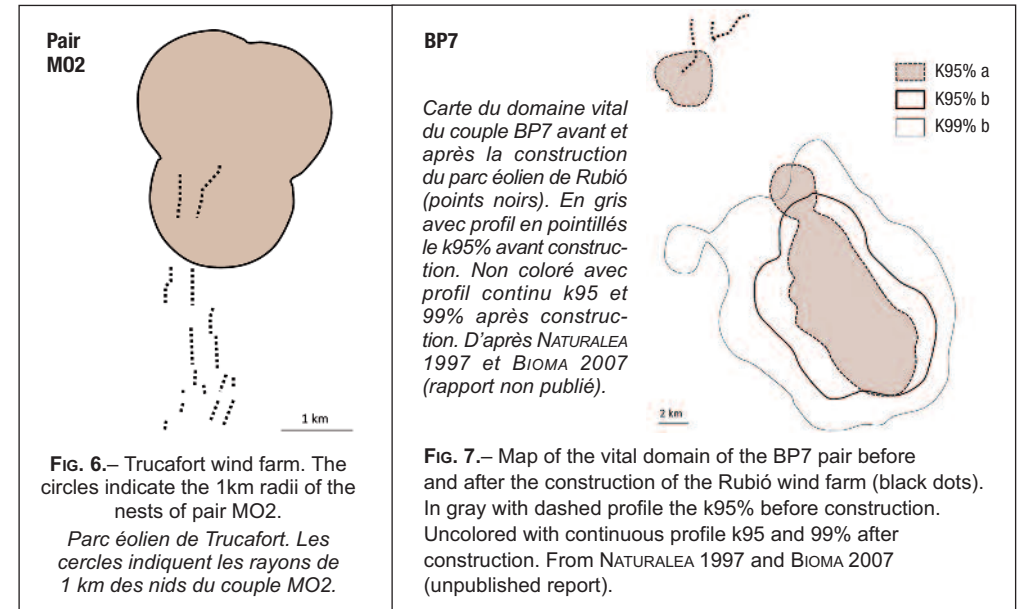 Pair
MO2
1 km
FIG. 6.– Trucafort wind farm. The
circles indicate the 1km radii of the
nests of pair MO2.
Parc éolien de Trucafort. Les
cercles indiquent les rayons de
1 km des nids du couple MO2.
BP7
Carte du domaine vital
du couple BP7 avant et
après la construction
du parc éolien de Rubió
(points noirs). En gris
avec profil en pointillés
le k95% avant construc-
tion. Non coloré avec
profil continu k95 et
99% après construc-
tion. D'après NATURALEA
1997 et BIOMA 2007
(rapport non publié).
K95% a
K95% b
K99% b
2 km
FIG. 7.– Map of the vital domain of the BP7 pair before
and after the construction of the Rubió wind farm (black dots).
In gray with dashed profile the k95% before construction.
Uncolored with continuous profile k95 and 99% after
construction. From NATURALEA 1997 and BIOMA 2007
(unpublished report).